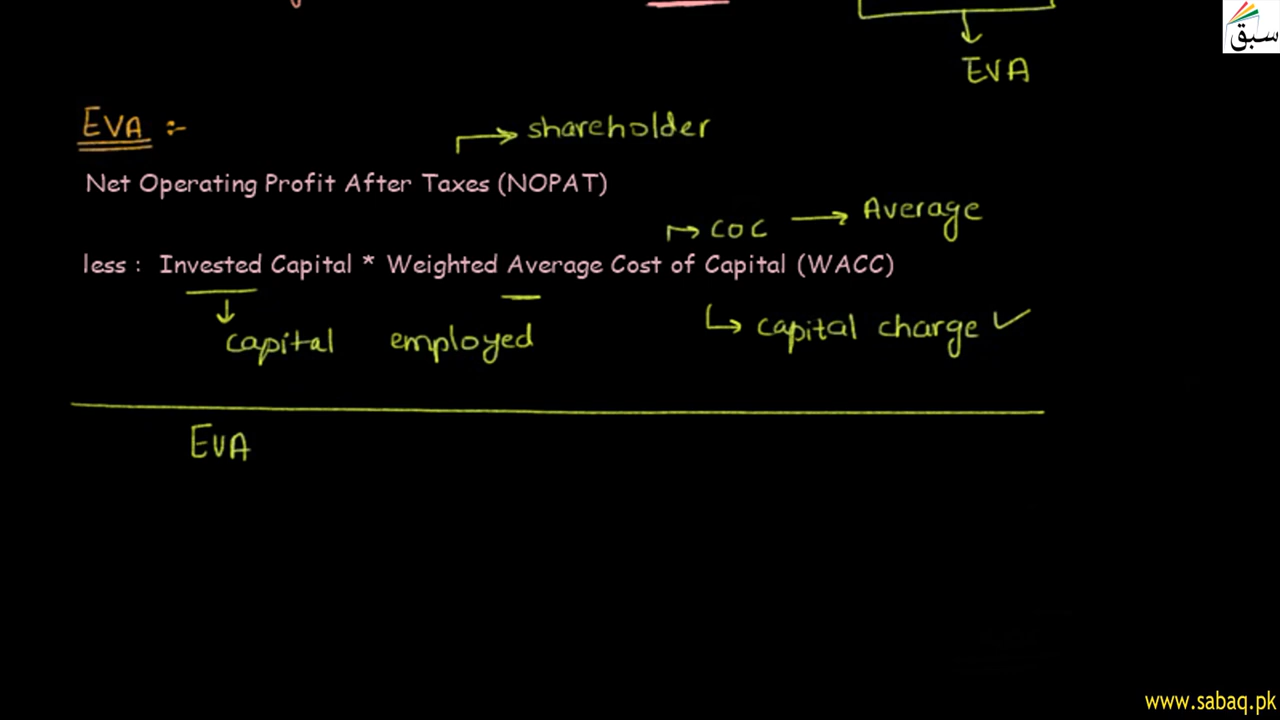 سبق
EVA
EVA :-
shareholder
Net Operating Profit After Taxes (NOPAT)
COC → Average
less : Invested Capital * Weighted Average Cost of Capital (WACC)
capital employed
capital charge ✓
EVA
www.sabaq.pk